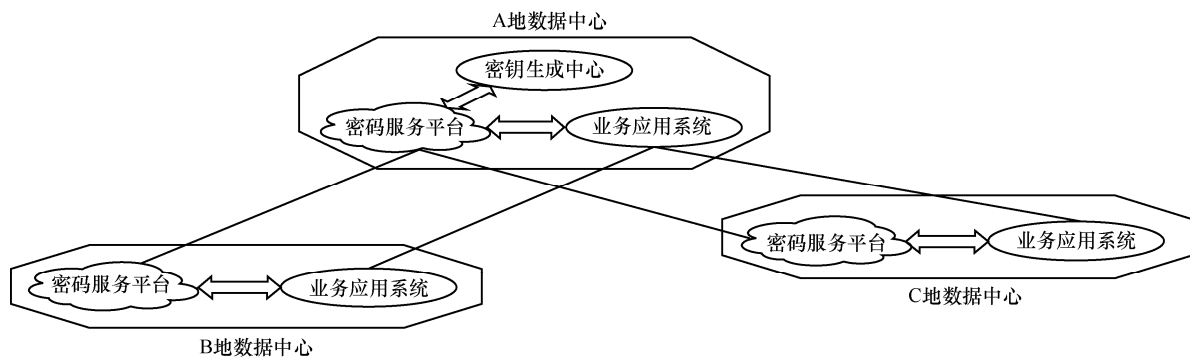 A地数据中心
密钥生成中心
密码服务平台
业务应用系统
密码服务平台
业务应用系统
C地数据中心
密码服务平台
业务应用系统
B地数据中心